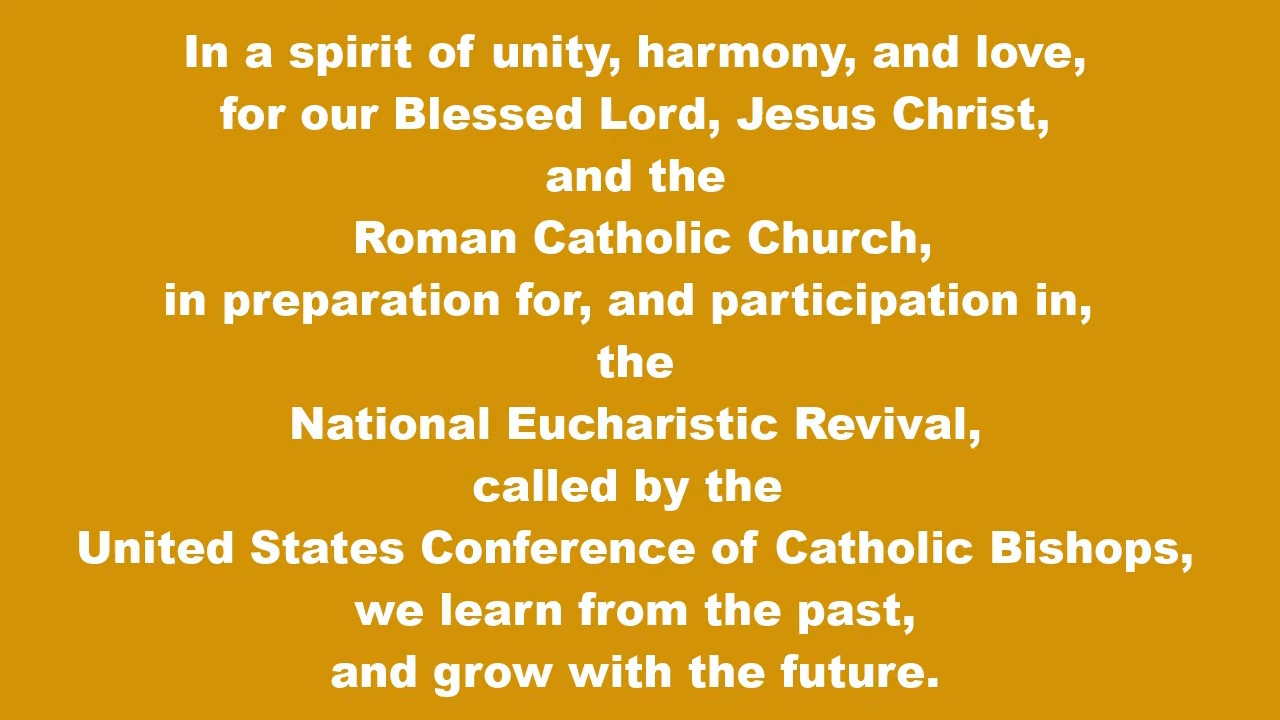 In a spirit of unity, harmony, and love,
for our Blessed Lord, Jesus Christ,
and the
Roman Catholic Church,
in preparation for, and participation in,
the
National Eucharistic Revival,
called by the
United States Conference of Catholic Bishops,
we learn from the past,
and grow with the future.